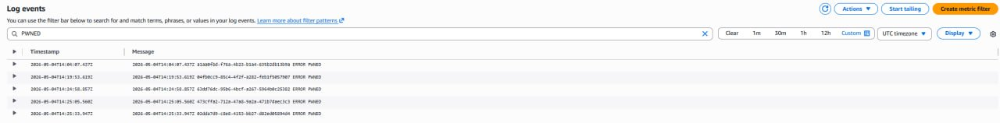 Log events
Actions ▼
Start tailing
Create metric filter
You can use the filter bar below to search for and match terms, phrases, or values in your log events. Learn more about filter patterns
PWNED
Clear 1m 30m 1h 12h Custom
UTC timezone ▼
Display ▼
Timestamp Message
2026-05-04T14:04:07.437Z 2026-05-04T14:04:07.437Z a1aa0fbd-f76a-4b23-b1a4-635b2db13b9a ERROR PWNED
2026-05-04T14:19:53.619Z 2026-05-04T14:19:53.619Z 04fb0cc9-85c4-4f2f-a282-feb1f5057907 ERROR PWNED
2026-05-04T14:24:58.857Z 2026-05-04T14:24:58.857Z 63dd76dc-95b6-4bcf-a267-5964b0c25382 ERROR PWNED
2026-05-04T14:25:05.560Z 2026-05-04T14:25:05.560Z 473cffa2-712a-47a8-9a2a-471b7daec3c3 ERROR PWNED
2026-05-04T14:25:33.947Z 2026-05-04T14:25:33.947Z 02dda7d9-c8e8-4153-bb27-d82ed05894d4 ERROR PWNED